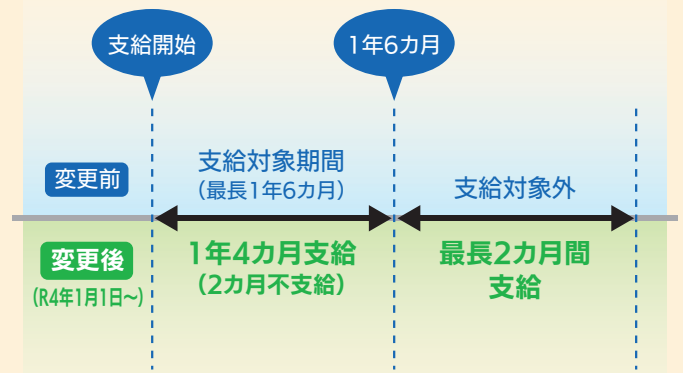 支給開始
1年6カ月
変更前
支給対象期間
（最長1年6カ月）
支給対象外
変更後
（R4年1月1日〜）
1年4カ月支給
（2カ月不支給）
最長2カ月間
支給